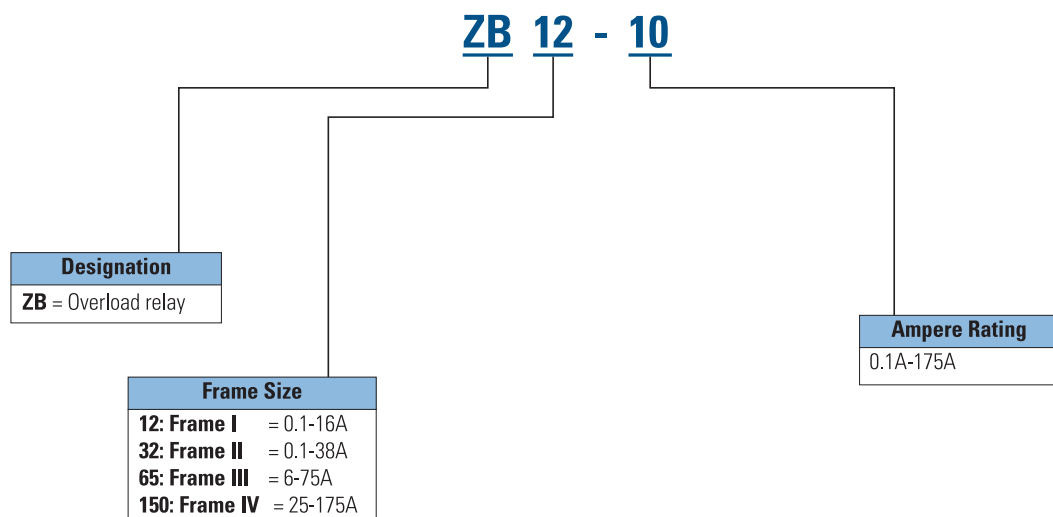 ZB 12 - 10
Designation
ZB = Overload relay
Ampere Rating
0.1A-175A
Frame Size
12: Frame I = 0.1-16A
32: Frame II = 0.1-38A
65: Frame III = 6-75A
150: Frame IV = 25-175A